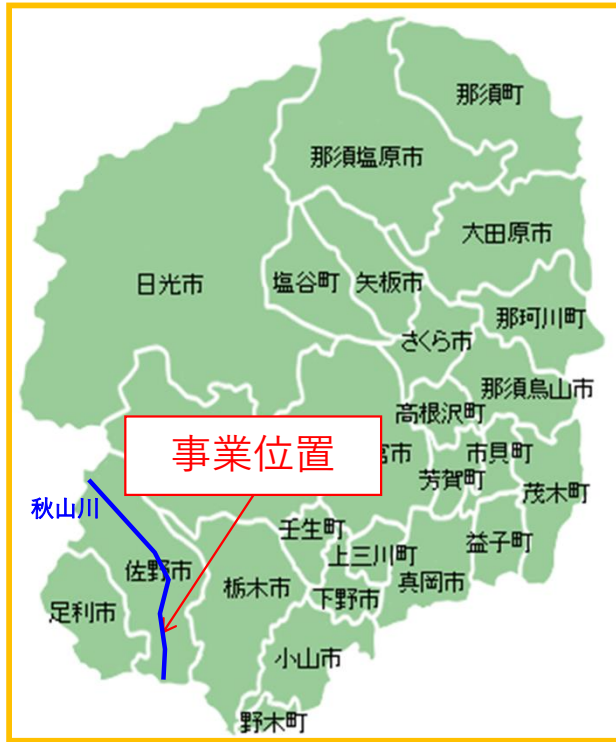 那須町
那須塩原市
大田原市
日光市
塩谷町
矢板市
那珂川町
さくら市
那須烏山市
高根沢町
事業位置
宮市
市貝町
芳賀町
茂木町
秋山川
壬生町
上三川町
益子町
佐野市
栃木市
真岡市
足利市
下野市
小山市
野木町